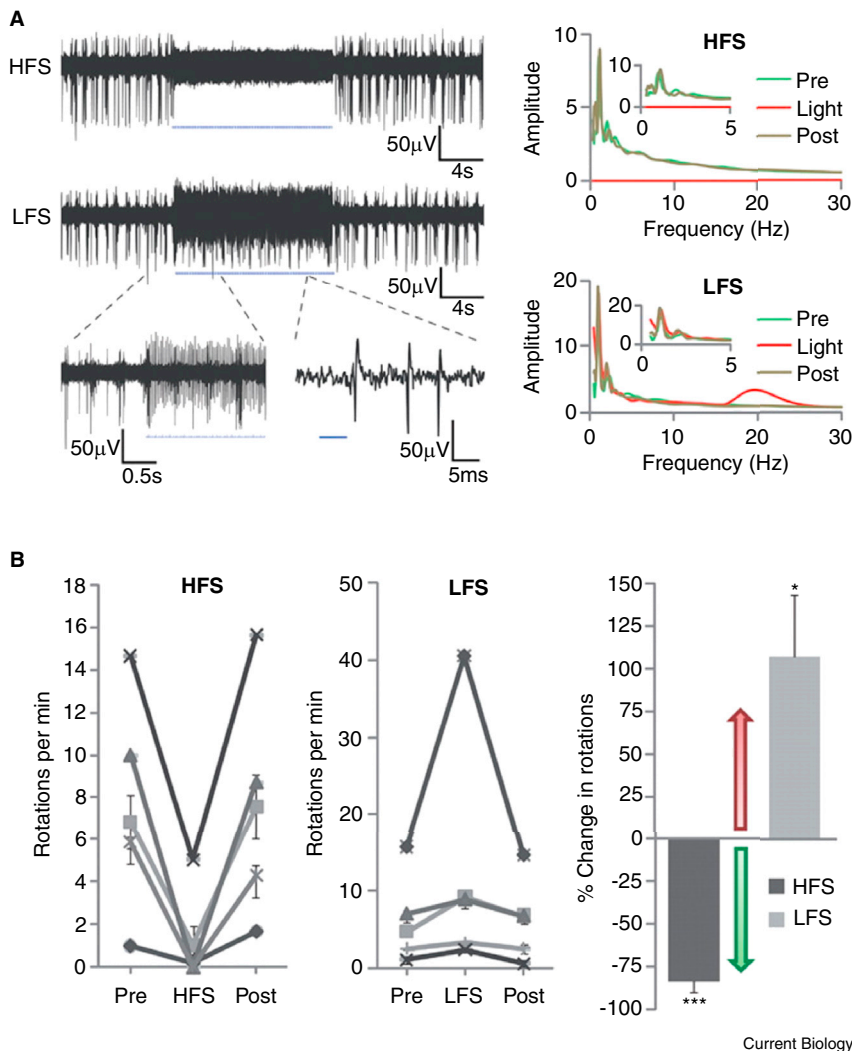 A
HFS
50µV
4s
LFS
50µV
4s
50µV
0.5s
50µV
5ms
HFS
Amplitude
10
5
0
0 10 20 30
Frequency (Hz)
10
0
0 5
Pre
Light
Post
LFS
Amplitude
20
10
0
0 10 20 30
Frequency (Hz)
20
0
0 5
Pre
Light
Post
B
HFS
Rotations per min
18
16
14
12
10
8
6
4
2
0
Pre HFS Post
LFS
Rotations per min
50
40
30
20
10
0
Pre LFS Post
% Change in rotations
150
125
100
75
50
25
0
-25
-50
-75
-100
*
***
HFS
LFS
Current Biology